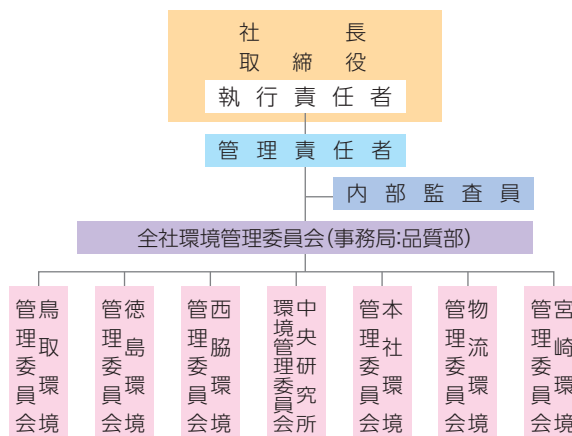 社長
取締役
執行責任者
管理責任者
内部監査員
全社環境管理委員会(事務局:品質部)
鳥取環境
管理委員会
徳島環境
管理委員会
西脇環境
管理委員会
中央研究所
環境管理委員会
本社環境
管理委員会
物流環境
管理委員会
宮崎環境
管理委員会